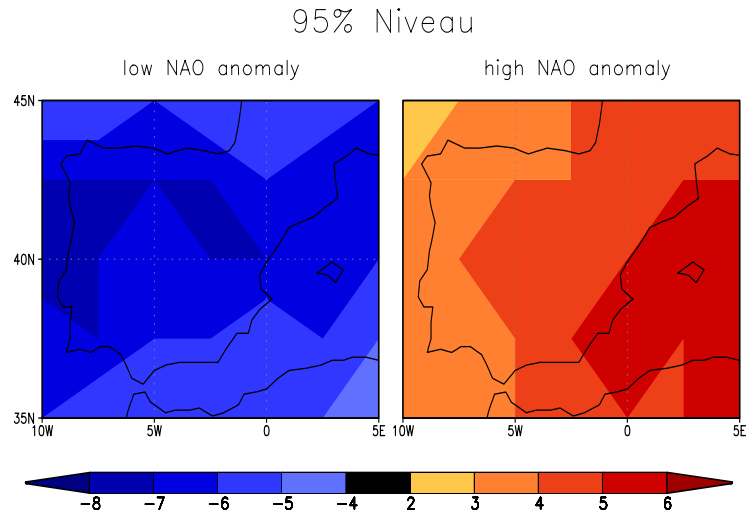 95% Niveau
low NAO anomaly high NAO anomaly
45N
40N
35N
10W 5W 0 5E 10W 5W 0 5E
-8 -7 -6 -5 -4 2 3 4 5 6